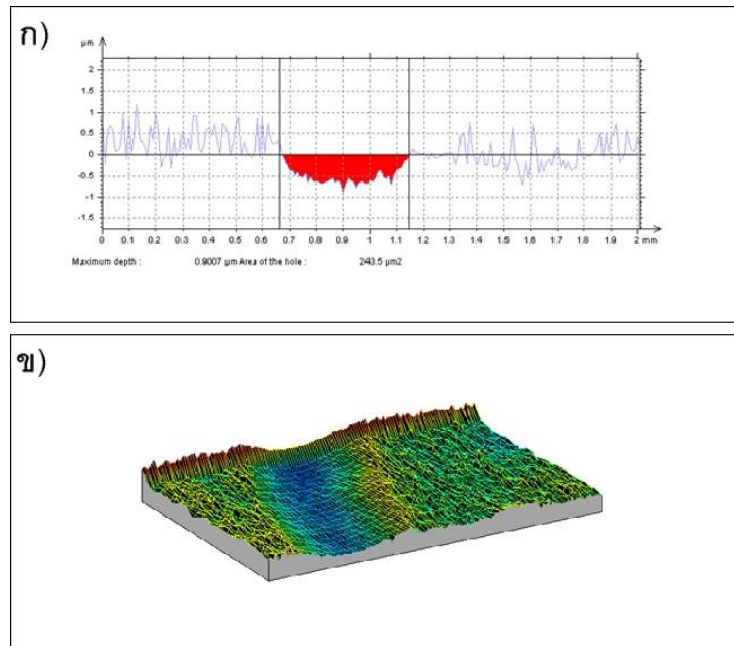 ก)
µm
2
1.5
1
0.5
0
-0.5
-1
-1.5
0 0.1 0.2 0.3 0.4 0.5 0.6 0.7 0.8 0.9 1 1.1 1.2 1.3 1.4 1.5 1.6 1.7 1.8 1.9 2 mm
Maximum depth : 0.9007 µm Area of the hole : 243.5 µm2
ข)